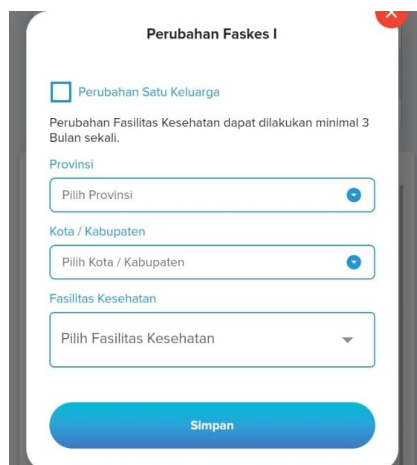 Perubahan Faskes I
Perubahan Satu Keluarga
Perubahan Fasilitas Kesehatan dapat dilakukan minimal 3
Bulan sekali.
Provinsi
Pilih Provinsi
Kota / Kabupaten
Pilih Kota / Kabupaten
Fasilitas Kesehatan
Pilih Fasilitas Kesehatan
Simpan